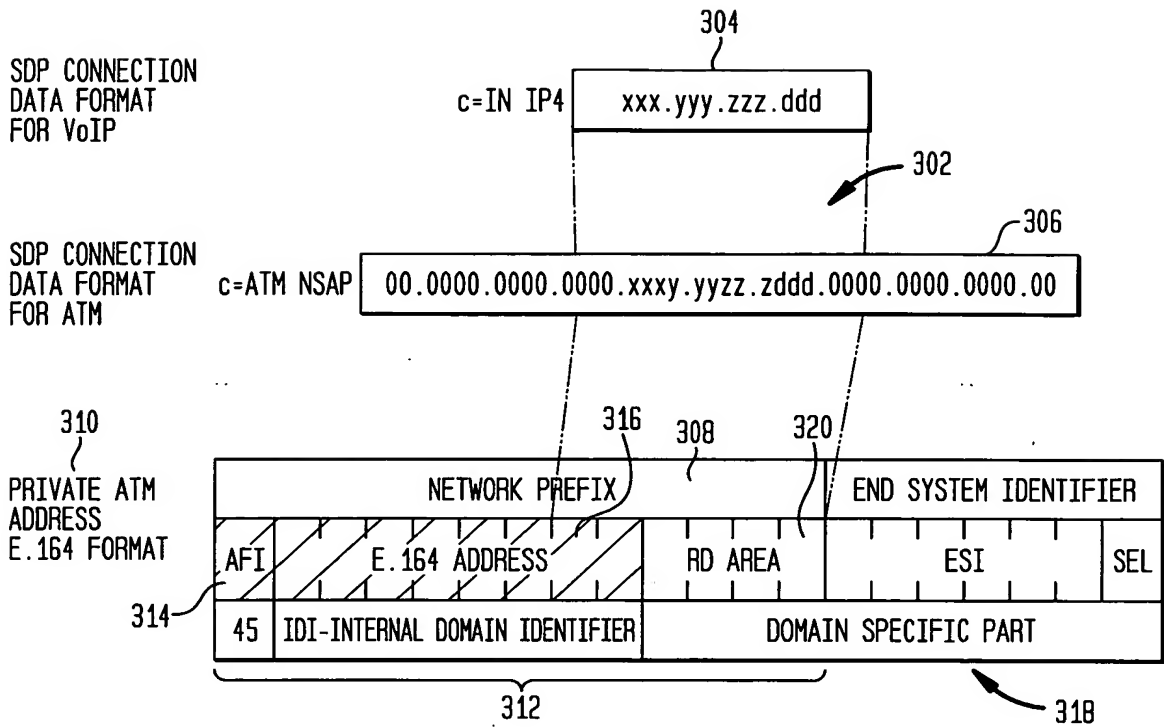 304
SDP CONNECTION
DATA FORMAT
FOR VoIP
c=IN IP4
xxx.yyy.zzz.ddd
302
306
SDP CONNECTION
DATA FORMAT
FOR ATM
c=ATM NSAP
00.0000.0000.0000.xxxy.yyzz.zddd.0000.0000.0000.00
310
316
308
320
PRIVATE ATM
ADDRESS
E.164 FORMAT
NETWORK PREFIX
END SYSTEM IDENTIFIER
AFI
E.164 ADDRESS
RD AREA
ESI
SEL
314
45
IDI-INTERNAL DOMAIN IDENTIFIER
DOMAIN SPECIFIC PART
312
318